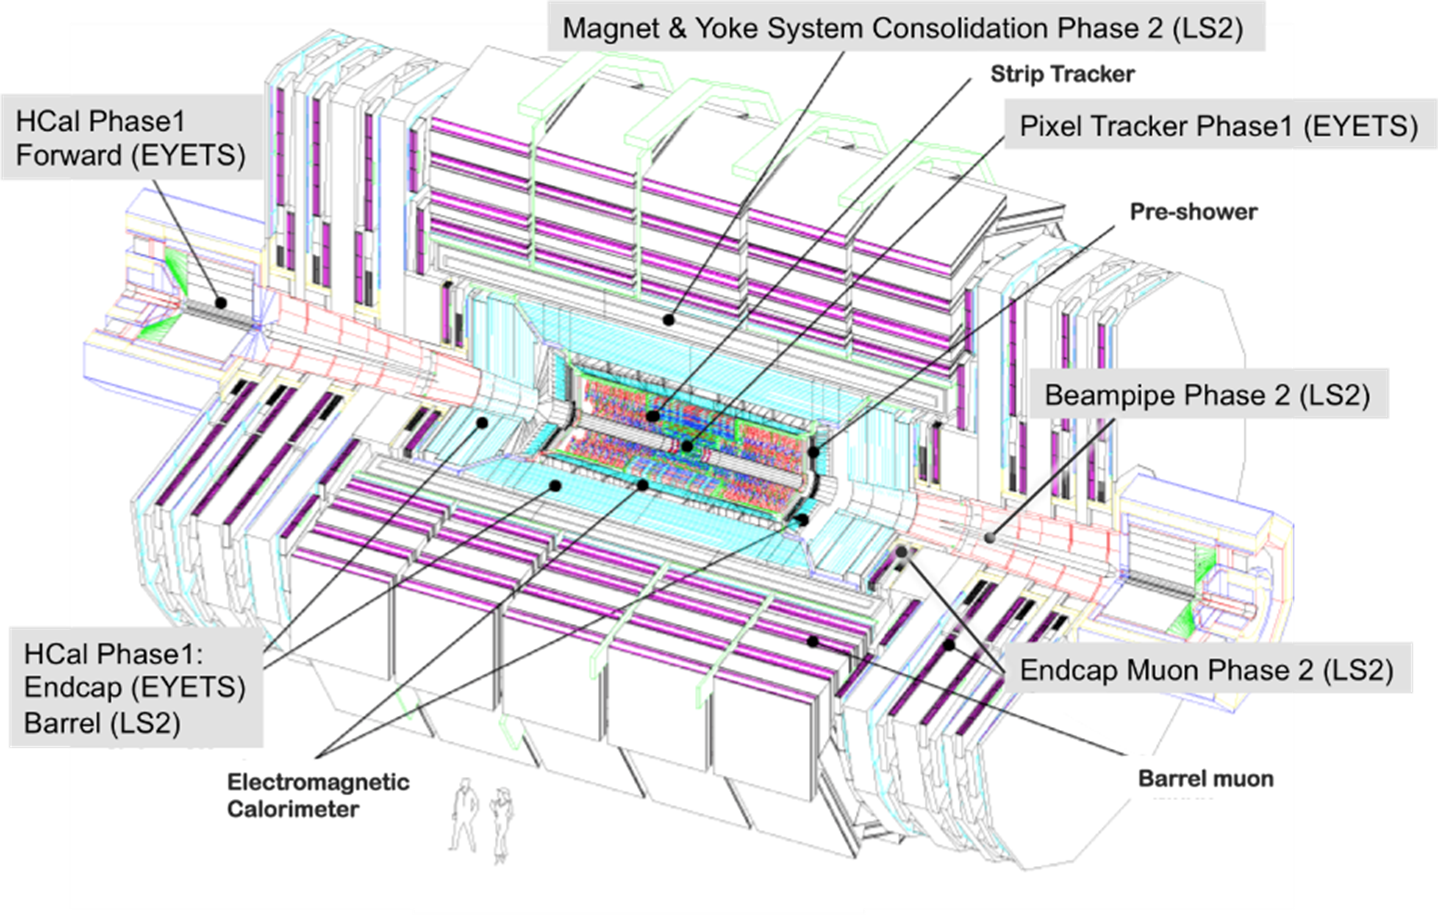 Magnet & Yoke System Consolidation Phase 2 (LS2)
Strip Tracker
HCal Phase1
Forward (EYETS)
Pixel Tracker Phase1 (EYETS)
Pre-shower
Beampipe Phase 2 (LS2)
HCal Phase1:
Endcap (EYETS)
Barrel (LS2)
Endcap Muon Phase 2 (LS2)
Electromagnetic
Calorimeter
Barrel muon